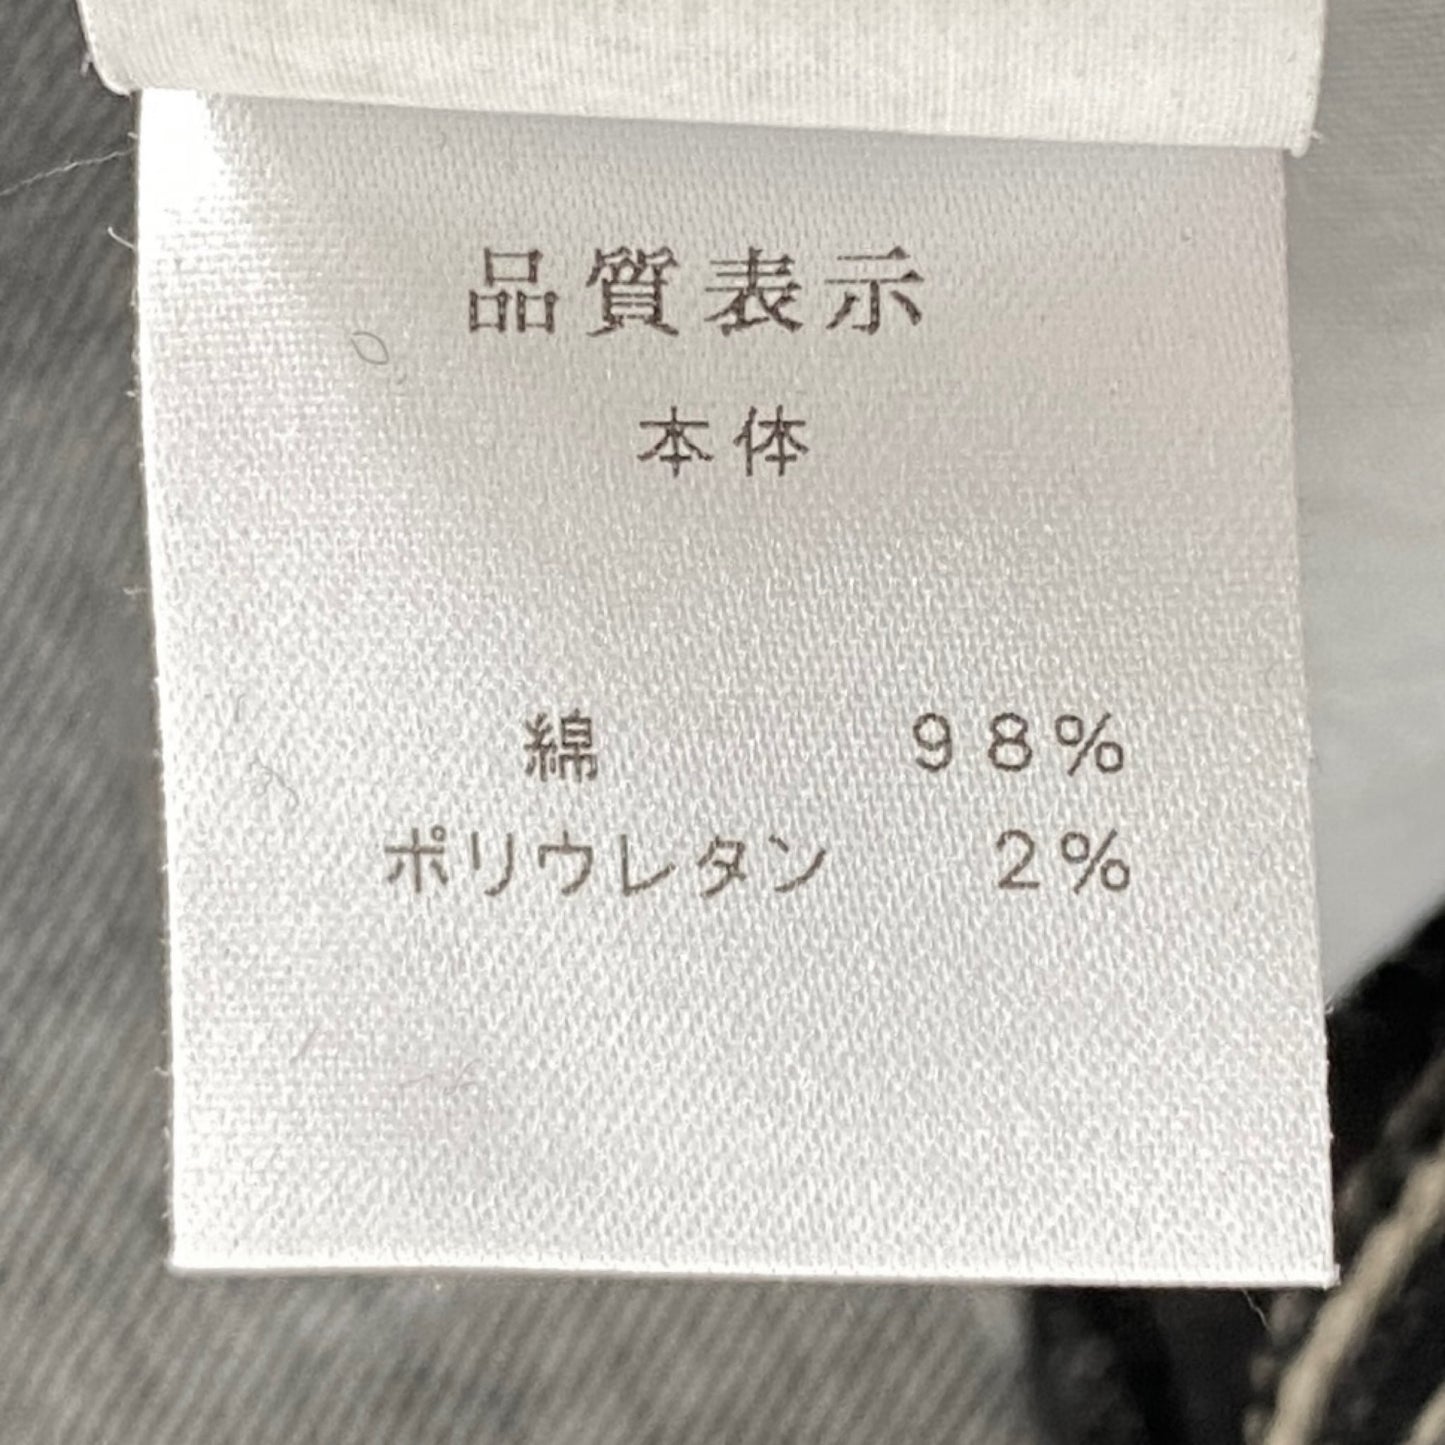 品質表示
本体
綿 98%
ポリウレタン 2%